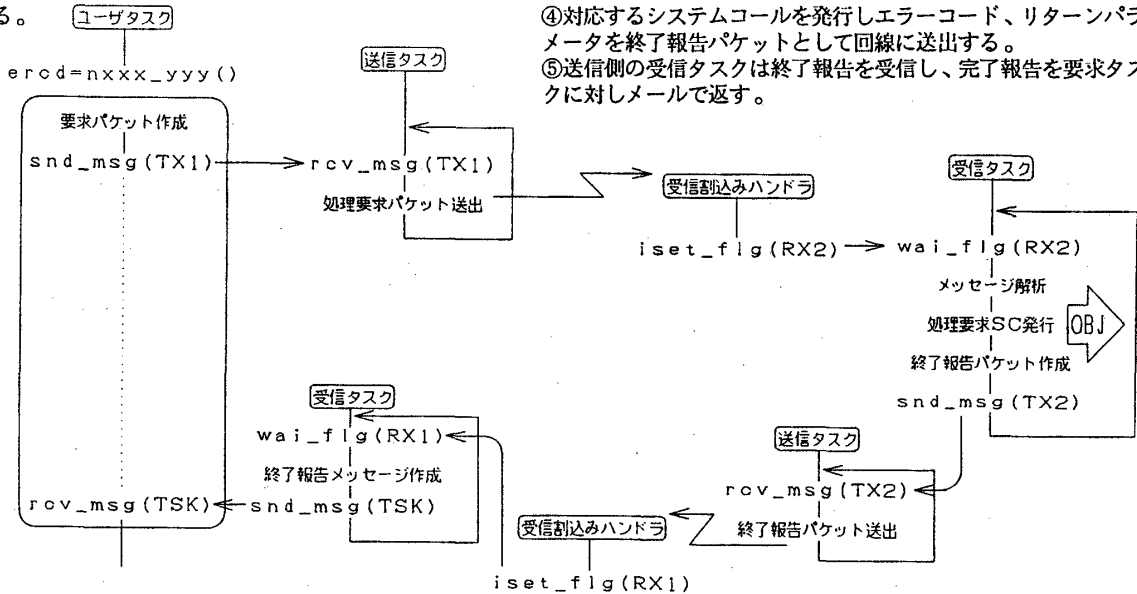 る。
④対応するシステムコールを発行しエラーコード、リターンパラ
メータを終了報告パケットとして回線に送出する。
⑤送信側の受信タスクは終了報告を受信し、完了報告を要求タス
クに対しメールで返す。
ユーザタスク
ercd=nxxx_yyy()
要求パケット作成
snd_msg(TX1)
送信タスク
rcv_msg(TX1)
処理要求パケット送出
受信割込みハンドラ
iset_flg(RX2)
受信タスク
wai_flg(RX2)
メッセージ解析
処理要求SC発行
OBJ
終了報告パケット作成
snd_msg(TX2)
送信タスク
rcv_msg(TX2)
終了報告パケット送出
受信割込みハンドラ
iset_flg(RX1)
受信タスク
wai_flg(RX1)
終了報告メッセージ作成
snd_msg(TSK)
rcv_msg(TSK)